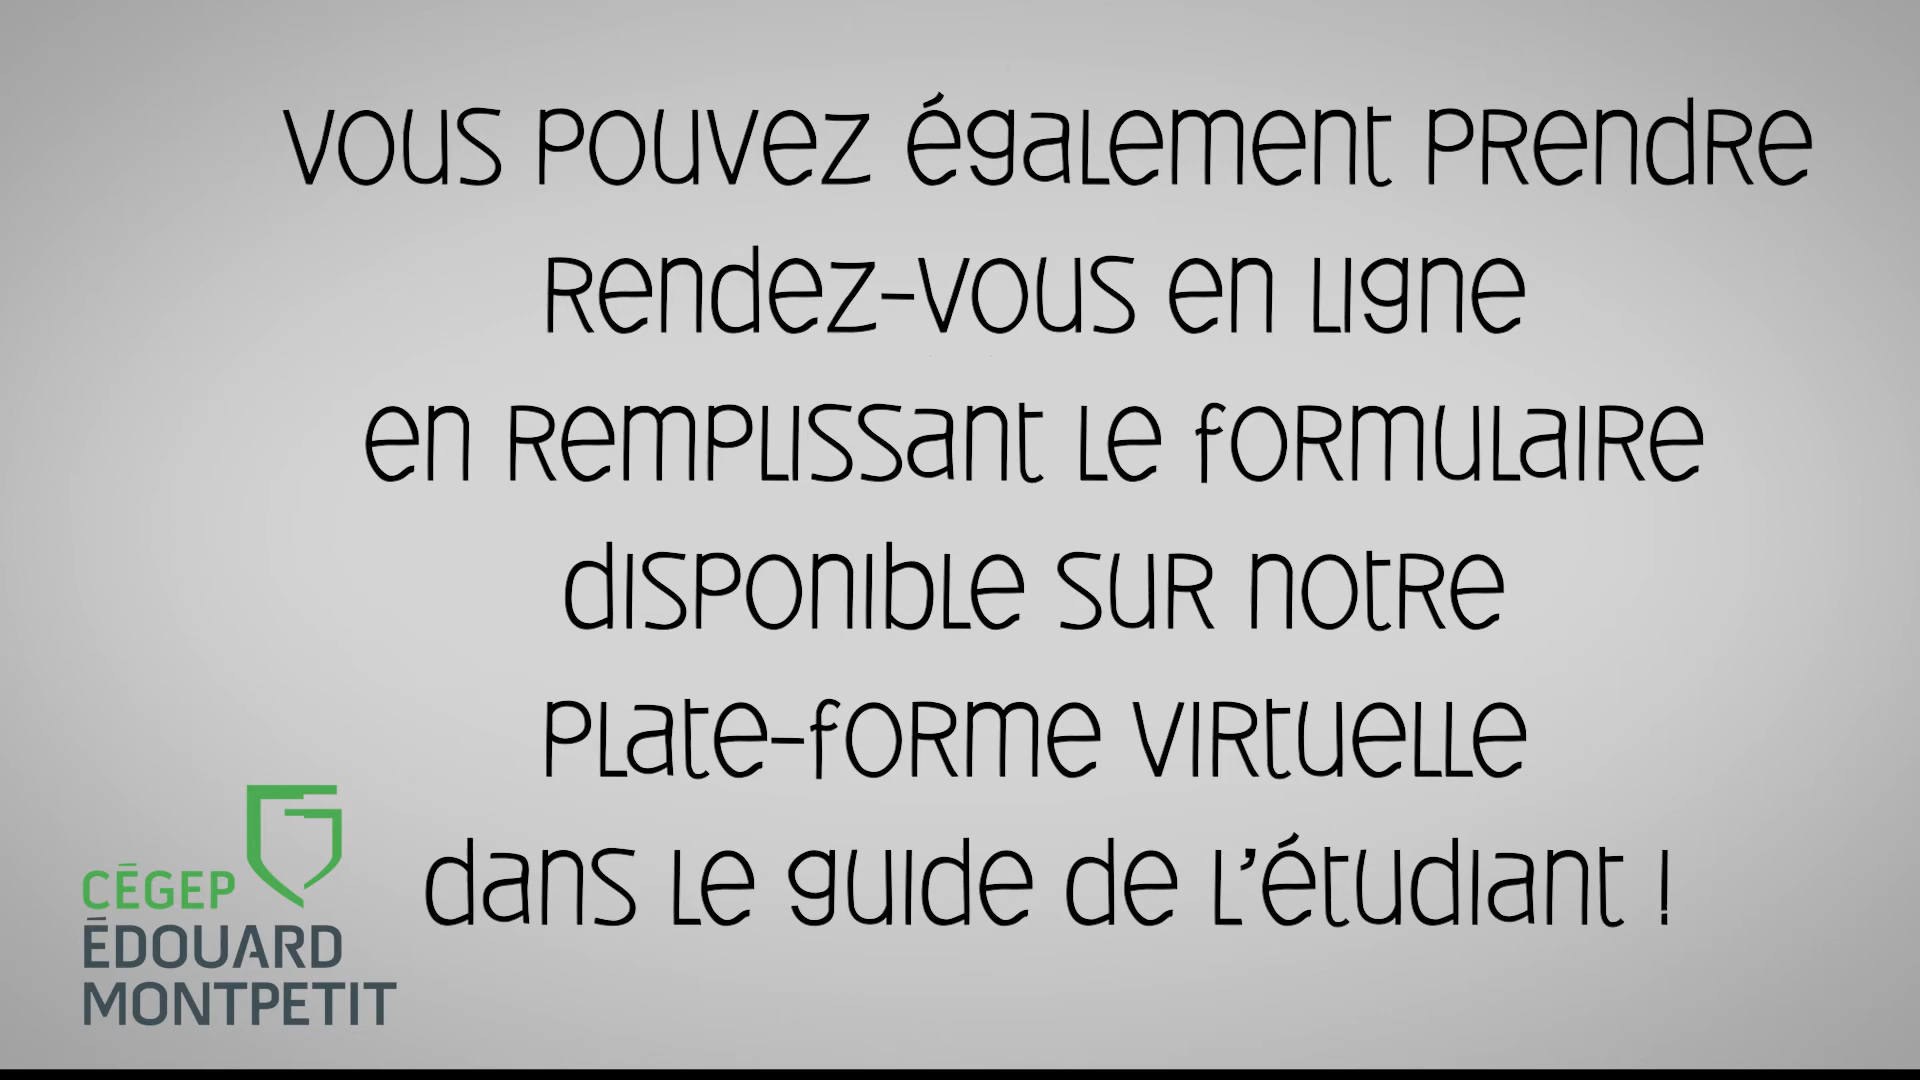 vous pouvez également prendre
rendez-vous en ligne
en remplissant le formulaire
disponible sur notre
plate-forme virtuelle
dans le guide de l'étudiant !
CÉGEP
ÉDOUARD
MONTPETIT